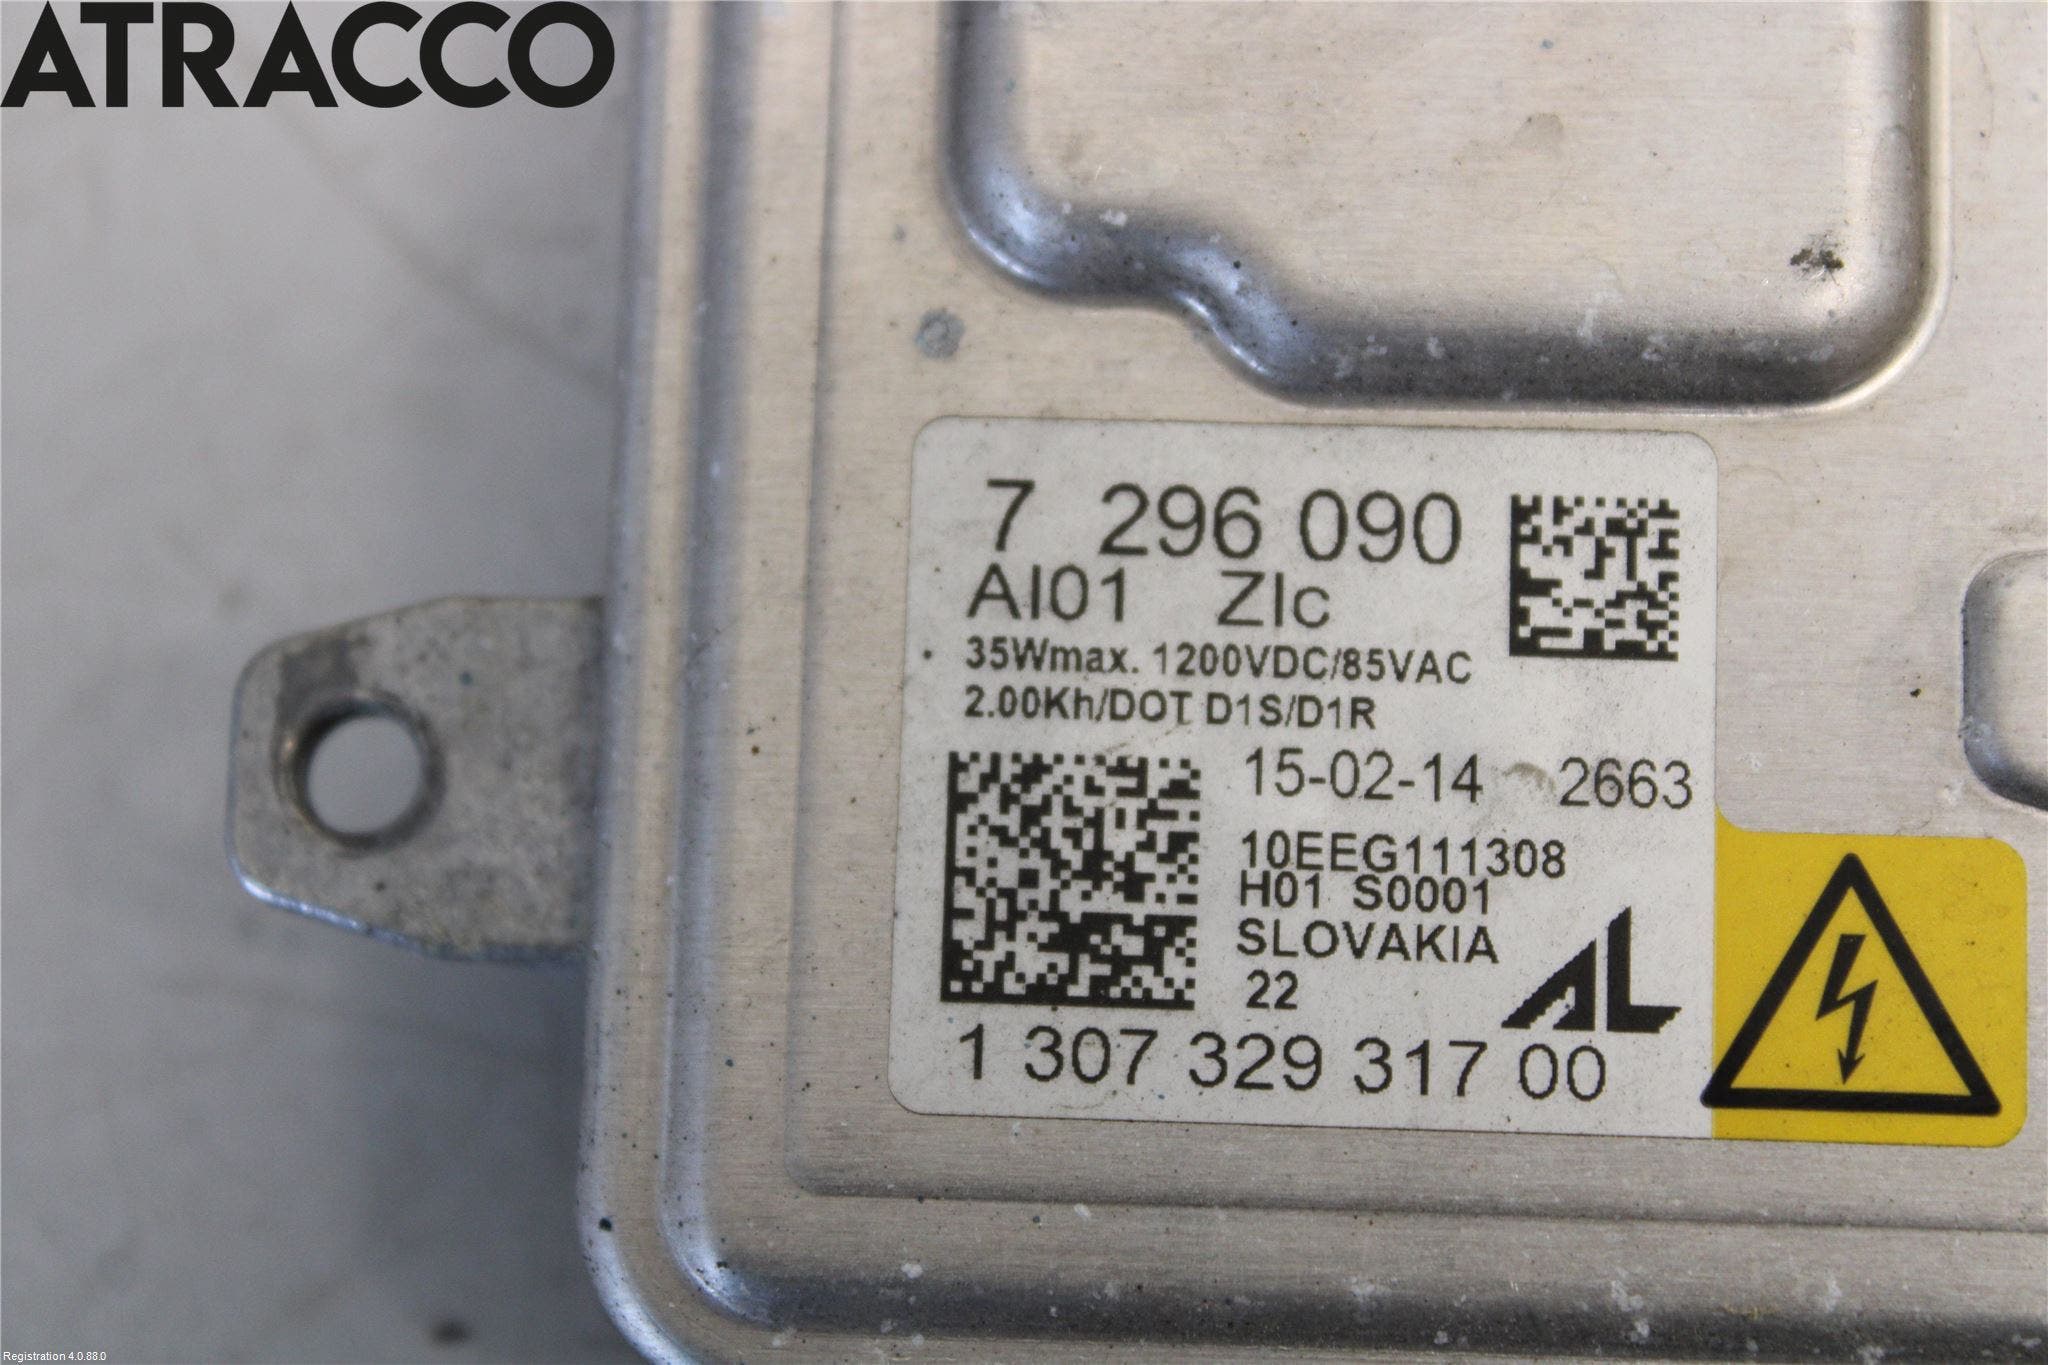 ATRACCO
7 296 090
AI01 ZIc
35Wmax. 1200VDC/85VAC
2.00Kh/DOT D1S/D1R
15-02-14 2663
10EEG111308
H01 S0001
SLOVAKIA
22
AL
1 307 329 317 00
Registration 4.0.88.0